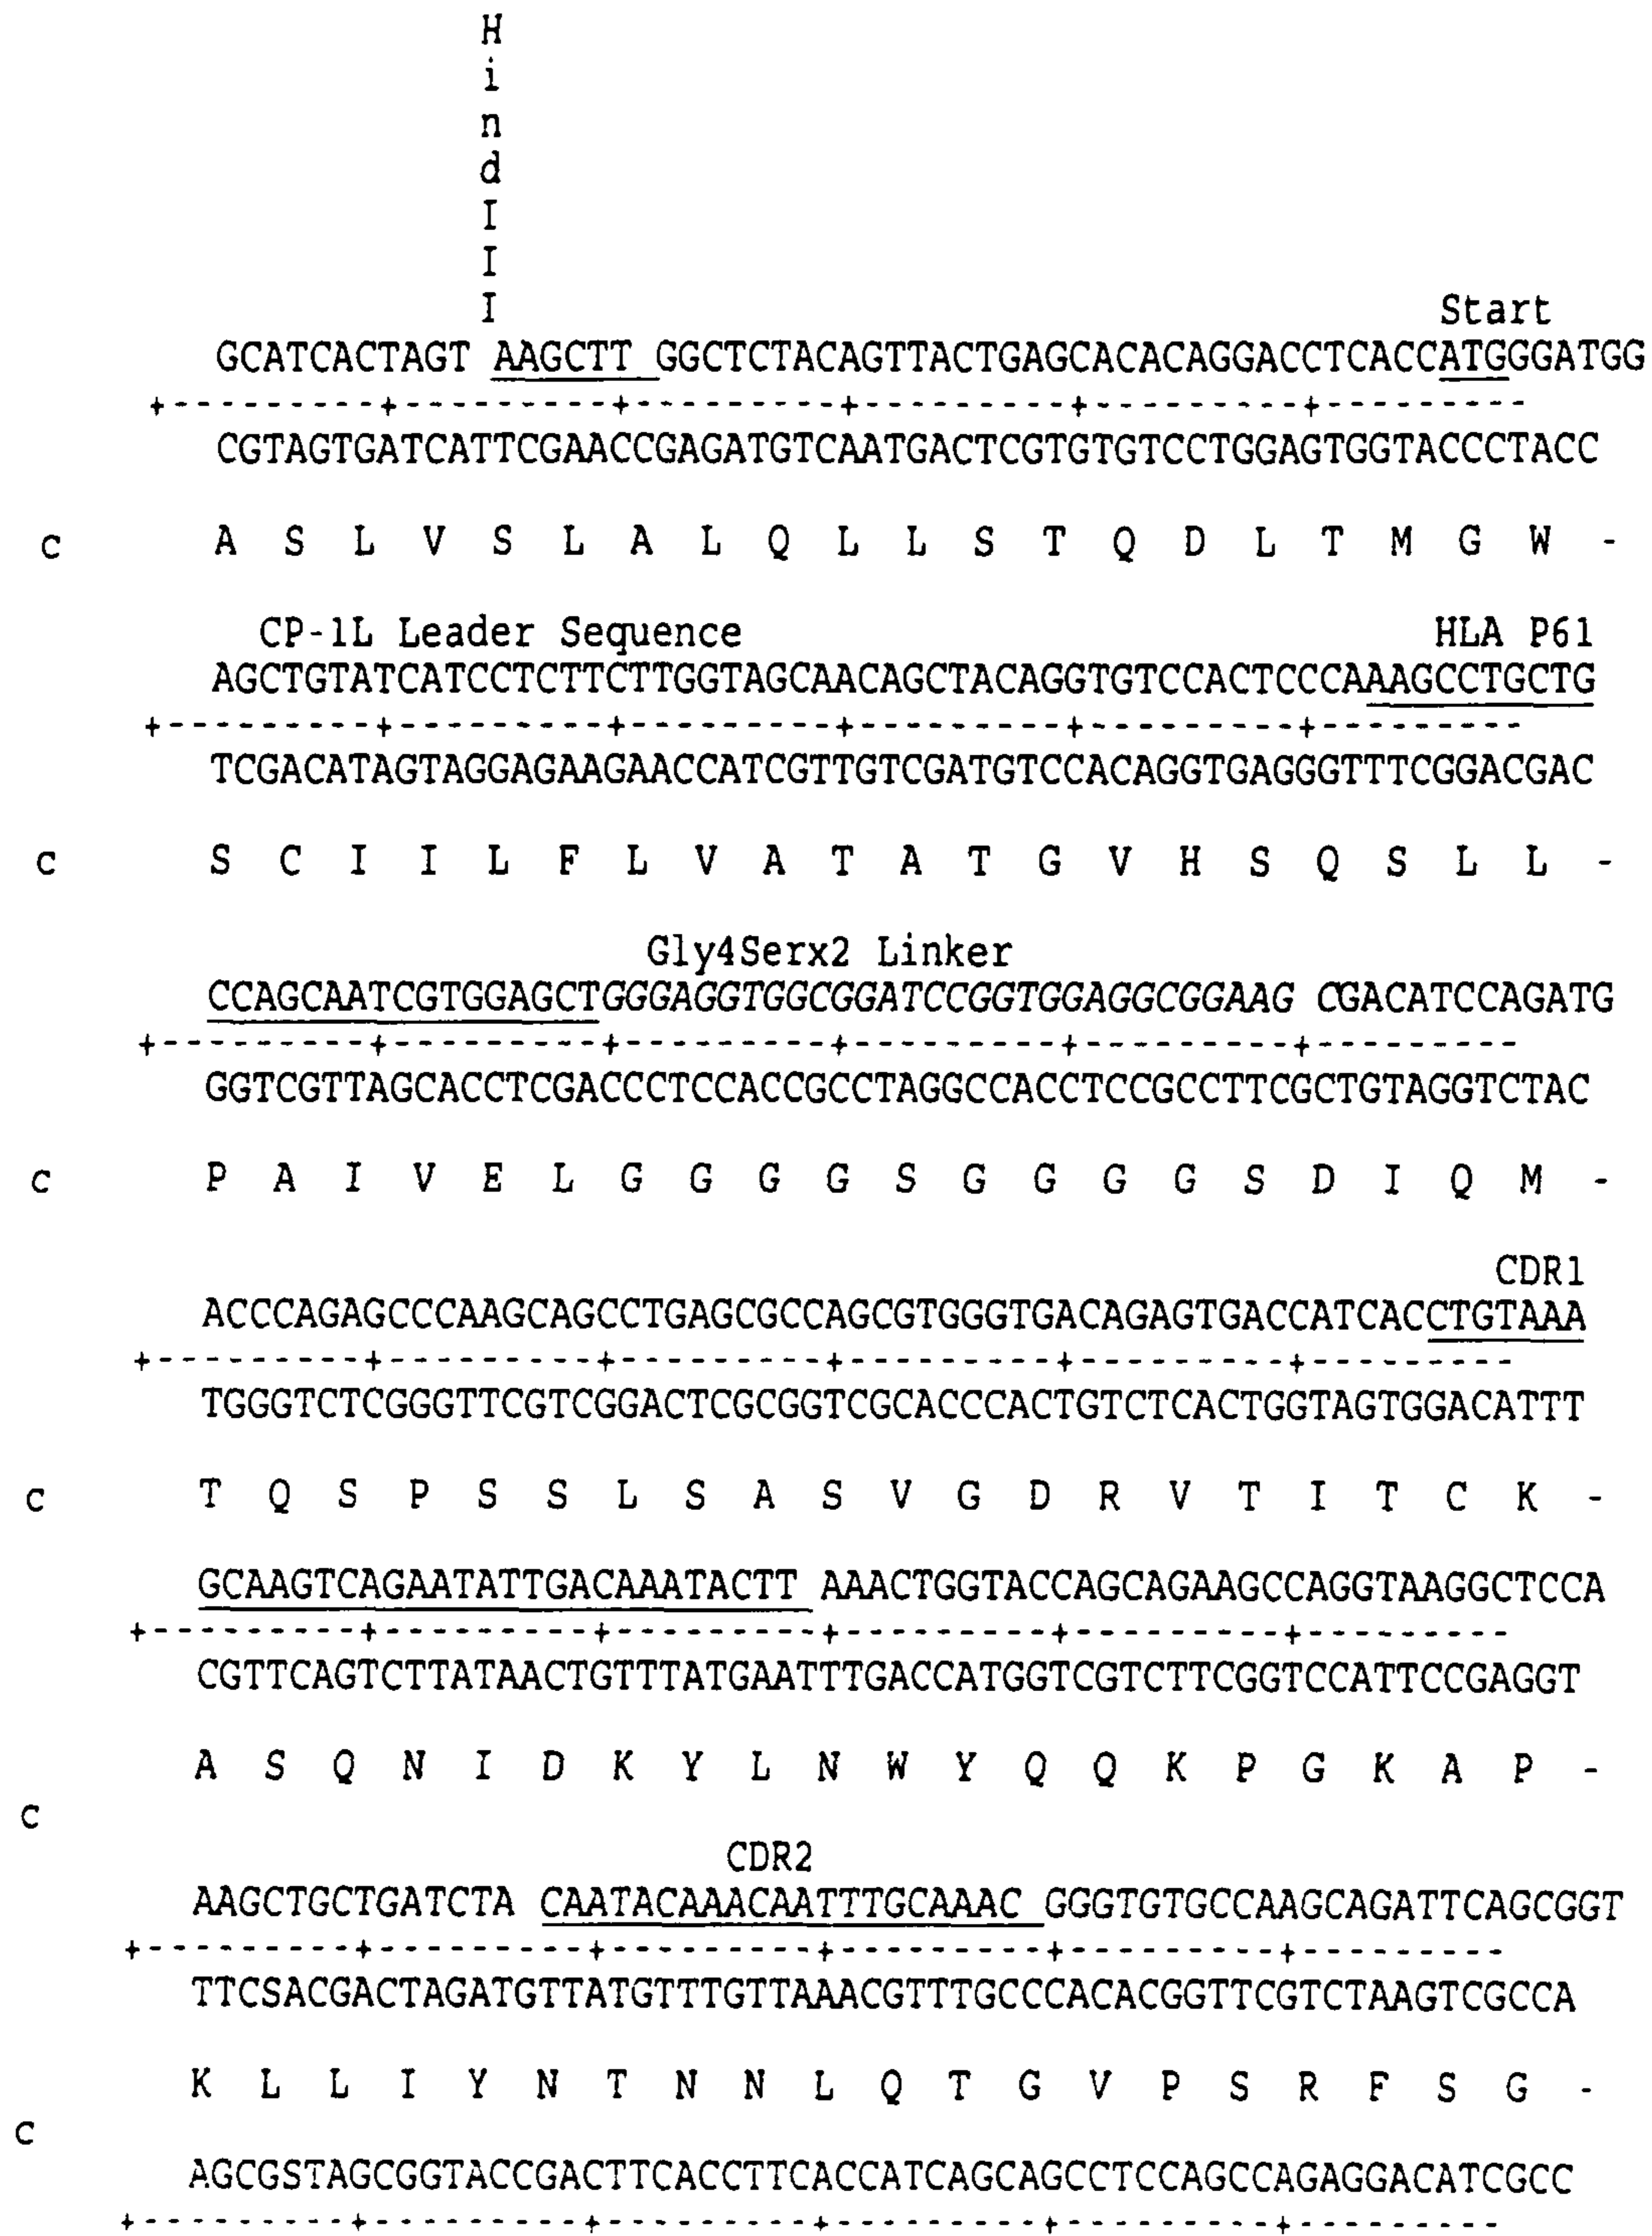 H
i
n
d
I
I
I
Start
GCATCACTAGT AAGCTT GGCTCTACAGTTACTGAGCACACAGGACCTCACCATGGGATGG
+---------+---------+---------+---------+---------+---------
CGTAGTGATCATTCGAACCGAGATGTCAATGACTCGTGTGTCCTGGAGTGGTACCCTACC
c A S L V S L A L Q L L S T Q D L T M G W -
CP-1L Leader Sequence HLA P61
AGCTGTATCATCCTCTTCTTGGTAGCAACAGCTACAGGTGTCCACTCCCAAAGCCTGCTG
+---------+---------+---------+---------+---------+---------
TCGACATAGTAGGAGAAGAACCATCGTTGTCGATGTCCACAGGTGAGGGTTTCGGACGAC
c S C I I L F L V A T A T G V H S Q S L L -
Gly4Serx2 Linker
CCAGCAATCGTGGAGCTGGGAGGTGGCGGATCCGGTGGAGGCGGAAG CGACATCCAGATG
+---------+---------+---------+---------+---------+---------
GGTCGTTAGCACCTCGACCCTCCACCGCCTAGGCCACCTCCGCCTTCGCTGTAGGTCTAC
c P A I V E L G G G G S G G G G S D I Q M -
CDR1
ACCCAGAGCCCAAGCAGCCTGAGCGCCAGCGTGGGTGACAGAGTGACCATCACCTGTAAA
+---------+---------+---------+---------+---------+---------
TGGGTCTCGGGTTCGTCGGACTCGCGGTCGCACCCACTGTCTCACTGGTAGTGGACATTT
c T Q S P S S L S A S V G D R V T I T C K -
GCAAGTCAGAATATTGACAAATACTT AAACTGGTACCAGCAGAAGCCAGGTAAGGCTCCA
+---------+---------+---------+---------+---------+---------
CGTTCAGTCTTATAACTGTTTATGAATTTGACCATGGTCGTCTTCGGTCCATTCCGAGGT
A S Q N I D K Y L N W Y Q Q K P G K A P -
c
CDR2
AAGCTGCTGATCTA CAATACAAACAATTTGCAAAC GGGTGTGCCAAGCAGATTCAGCGGT
+---------+---------+---------+---------+---------+---------
TTCSACGACTAGATGTTATGTTTGTTAAACGTTTGCCCACACGGTTCGTCTAAGTCGCCA
K L L I Y N T N N L Q T G V P S R F S G -
c
AGCGSTAGCGGTACCGACTTCACCTTCACCATCAGCAGCCTCCAGCCAGAGGACATCGCC
+---------+---------+---------+---------+---------+---------